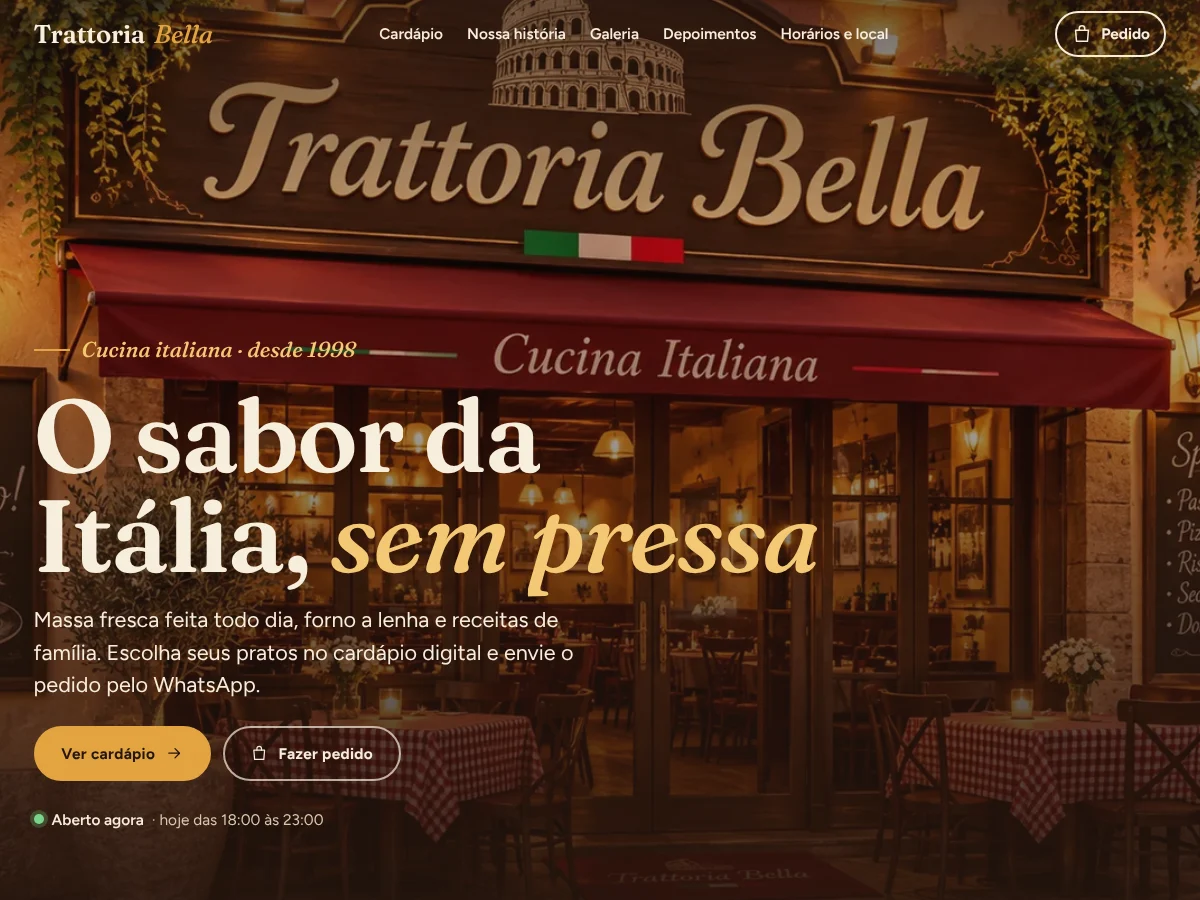 Trattoria Bella
Cardápio
Nossa história
Galeria
Depoimentos
Horários e local
Pedido
Trattoria Bella
Cucina italiana · desde 1998
Cucina Italiana
O sabor da
Itália, sem pressa
Massa fresca feita todo dia, forno a lenha e receitas de
família. Escolha seus pratos no cardápio digital e envie o
pedido pelo WhatsApp.
Ver cardápio →
Fazer pedido
Aberto agora · hoje das 18:00 às 23:00
Trattoria Bella